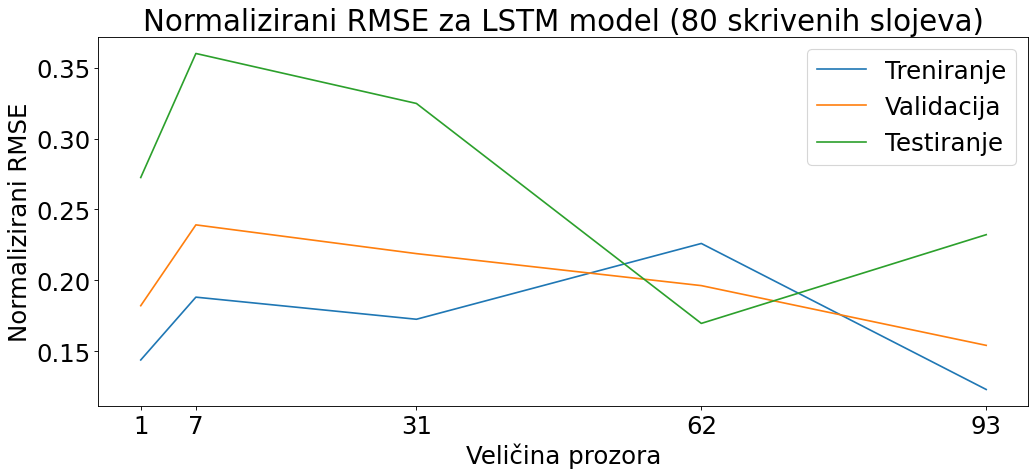 Normalizirani RMSE za LSTM model (80 skrivenih slojeva)
Treniranje
Validacija
Testiranje
Normalizirani RMSE
0.35
0.30
0.25
0.20
0.15
1 7 31 62 93
Veličina prozora